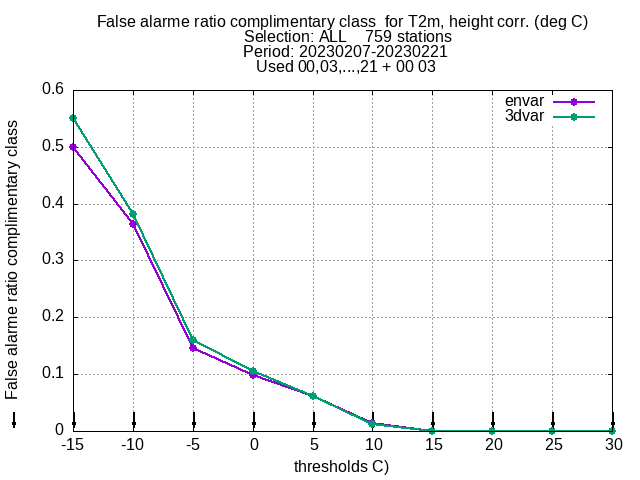 False alarme ratio complimentary class  for T2m, height corr. (deg C)
Selection: ALL    759 stations
Period: 20230207-20230221
Used 00,03,...,21 + 00 03
envar
3dvar
False alarme ratio complimentary class
0.6
0.5
0.4
0.3
0.2
0.1
0
-15 -10 -5 0 5 10 15 20 25 30
thresholds C)